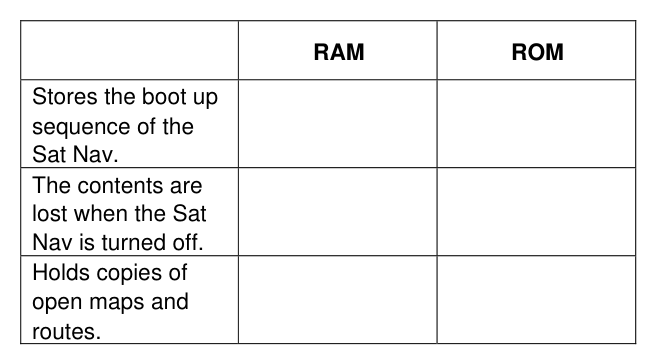 RAM ROM
Stores the boot up
sequence of the
Sat Nav.
The contents are
lost when the Sat
Nav is turned off.
Holds copies of
open maps and
routes.